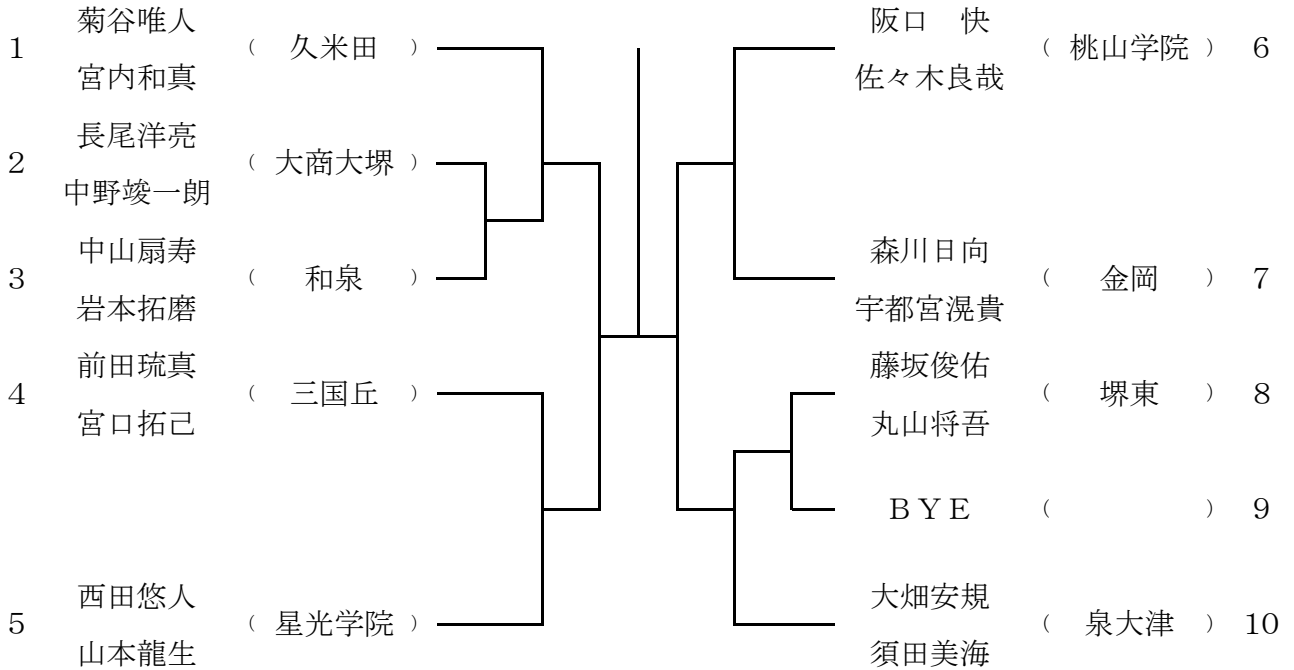 菊谷唯人
1 （ 久米田 ）
宮内和真
長尾洋亮
2 （ 大商大堺 ）
中野竣一朗
中山扇寿
3 （ 和泉 ）
岩本拓磨
前田琉真
4 （ 三国丘 ）
宮口拓己
西田悠人
5 （ 星光学院 ）
山本龍生
阪口　快
（ 桃山学院 ） 6
佐々木良哉
森川日向
（ 金岡 ） 7
宇都宮滉貴
藤坂俊佑
（ 堺東 ） 8
丸山将吾
ＢＹＥ （ ） 9
大畑安規
（ 泉大津 ） 10
須田美海